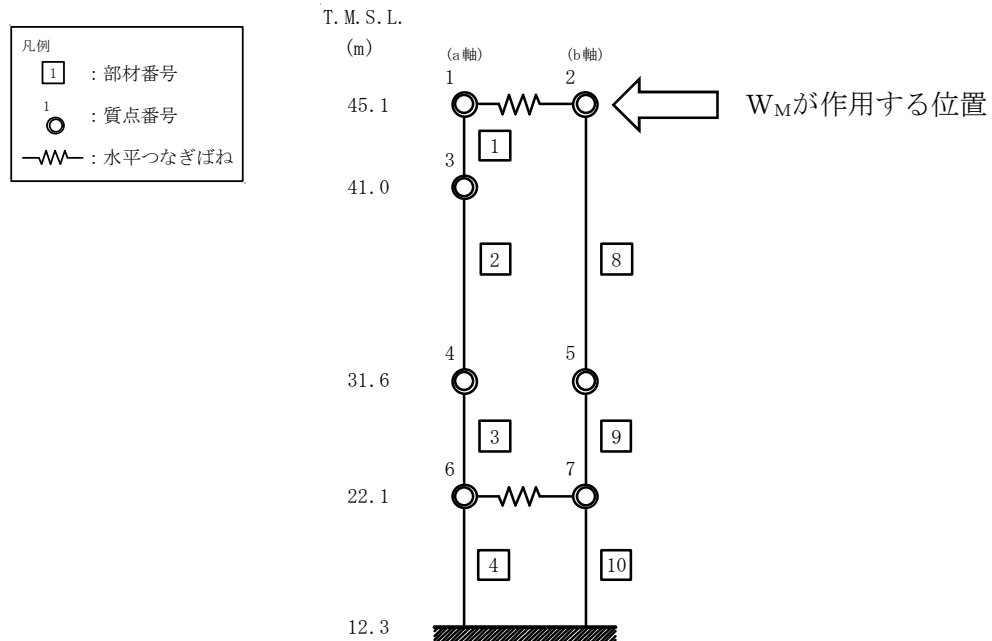 T.M.S.L.
(m)
凡例
1 : 部材番号
1 : 質点番号
: 水平つなぎばね
(a軸) (b軸)
1 2
45.1
WMが作用する位置
1
3
41.0
2 8
4 5
31.6
3 9
6 7
22.1
4 10
12.3